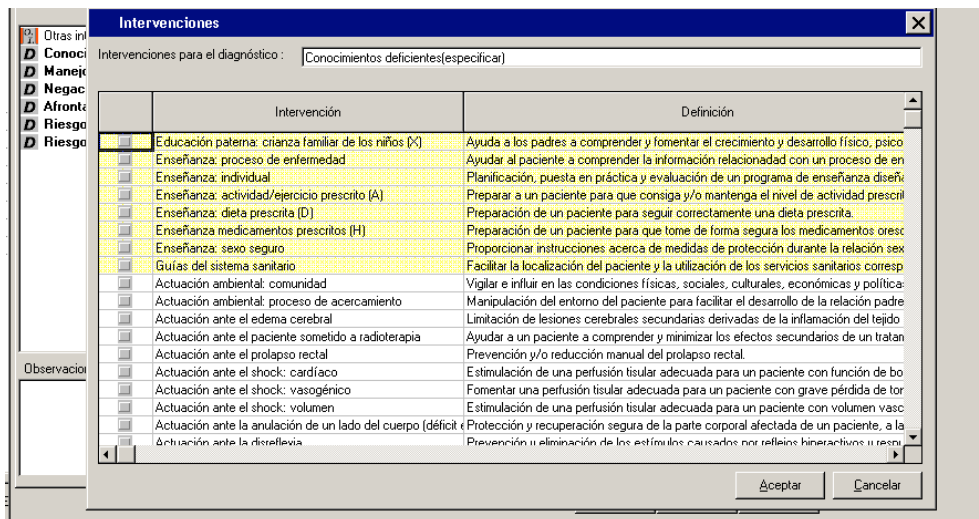 Intervenciones
Otras in
Intervenciones para el diagnóstico :
Conocimientos deficientes(especificar)
D Conoci
D Manejo
D Negac
D Afronta
D Riesgo
D Riesgo
Intervención Definición
Educación paterna: crianza familiar de los niños (X) Ayuda a los padres a comprender y fomentar el crecimiento y desarrollo físico, psico
Enseñanza: proceso de enfermedad Ayudar al paciente a comprender la información relacionadad con un proceso de en
Enseñanza: individual Planificación, puesta en práctica y evaluación de un programa de enseñanza diseña
Enseñanza: actividad/ejercicio prescrito (A) Preparar a un paciente para que consiga y/o mantenga el nivel de actividad prescrit
Enseñanza: dieta prescrita (D) Preparación de un paciente para seguir correctamente una dieta prescrita.
Enseñanza medicamentos prescritos (H) Preparación de un paciente para que tome de forma segura los medicamentos
Enseñanza: sexo seguro Proporcionar instrucciones acerca de medidas de protección durante la relación sex
Guías del sistema sanitario Facilitar la localización del paciente y la utilización de los servicios sanitarios corresp
Actuación ambiental: comunidad Vigilar e influir en las condiciones físicas, sociales, culturales, económicas y política
Actuación ambiental: proceso de acercamiento Manipulación del entorno del paciente para facilitar el desarrollo de la relación padre
Actuación ante el edema cerebral Limitación de lesiones cerebrales secundarias derivadas de la inflamación del tejido
Actuación ante el paciente sometido a radioterapia Ayudar a un paciente a comprender y minimizar los efectos secundarios de un tratan
Actuación ante el prolapso rectal Prevención y/o reducción manual del prolapso rectal.
Actuación ante el shock: cardíaco Estimulación de una perfusión tisular adecuada para un paciente con función de bo
Actuación ante el shock: vasogénico Fomentar una perfusión tisular adecuada para un paciente con grave pérdida de tor
Actuación ante el shock: volumen Estimulación de una perfusión tisular adecuada para un paciente con volumen vasc
Actuación ante la anulación de un lado del cuerpo (déficit Protección y recuperación segura de la parte corporal afectada de un paciente, a la
Actuación ante la disreflexia Prevención u eliminación de los estímulos causados por reflejos hiperactivos u
Observacion
Aceptar Cancelar